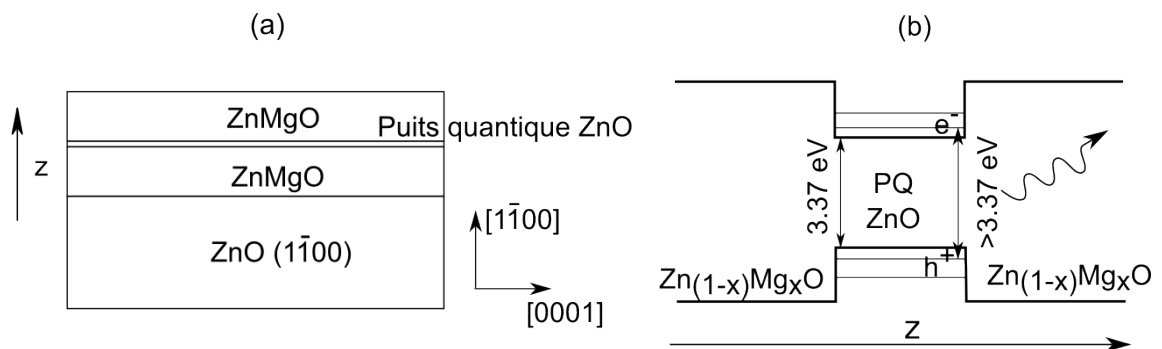 (a)
ZnMgO
Puits quantique ZnO
z
ZnMgO
[11̄00]
ZnO (11̄00)
[0001]
(b)
e-
3.37 eV
PQ
ZnO
>3.37 eV
h+
Zn(1-x)MgxO
Zn(1-x)MgxO
z